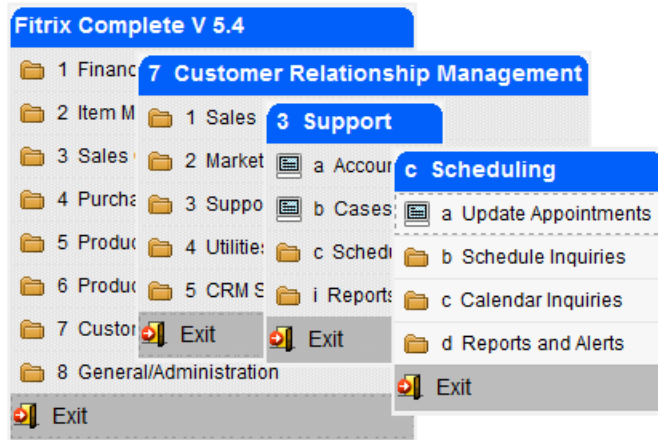 Fitrix Complete V 5.4
1 Financ
2 Item M
3 Sales
4 Purcha
5 Produc
6 Produc
7 Custor
8 General/Administration
Exit
7 Customer Relationship Management
1 Sales
2 Market
3 Suppo
4 Utilitie
5 CRM S
Exit
3 Support
a Accour
b Cases
c Schedu
i Reports
Exit
c Scheduling
a Update Appointments
b Schedule Inquiries
c Calendar Inquiries
d Reports and Alerts
Exit